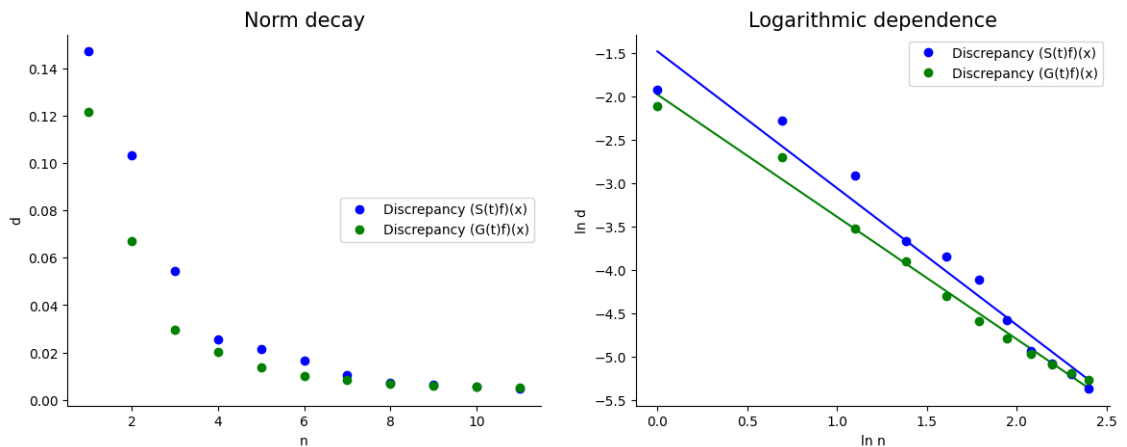 Norm decay
0.14
0.12
0.10
0.08
0.06
0.04
0.02
0.00
d
Discrepancy (S(t)f)(x)
Discrepancy (G(t)f)(x)
2
4
6
8
10
n
Logarithmic dependence
−1.5
−2.0
−2.5
−3.0
−3.5
−4.0
−4.5
−5.0
−5.5
ln d
Discrepancy (S(t)f)(x)
Discrepancy (G(t)f)(x)
0.0
0.5
1.0
1.5
2.0
2.5
ln n